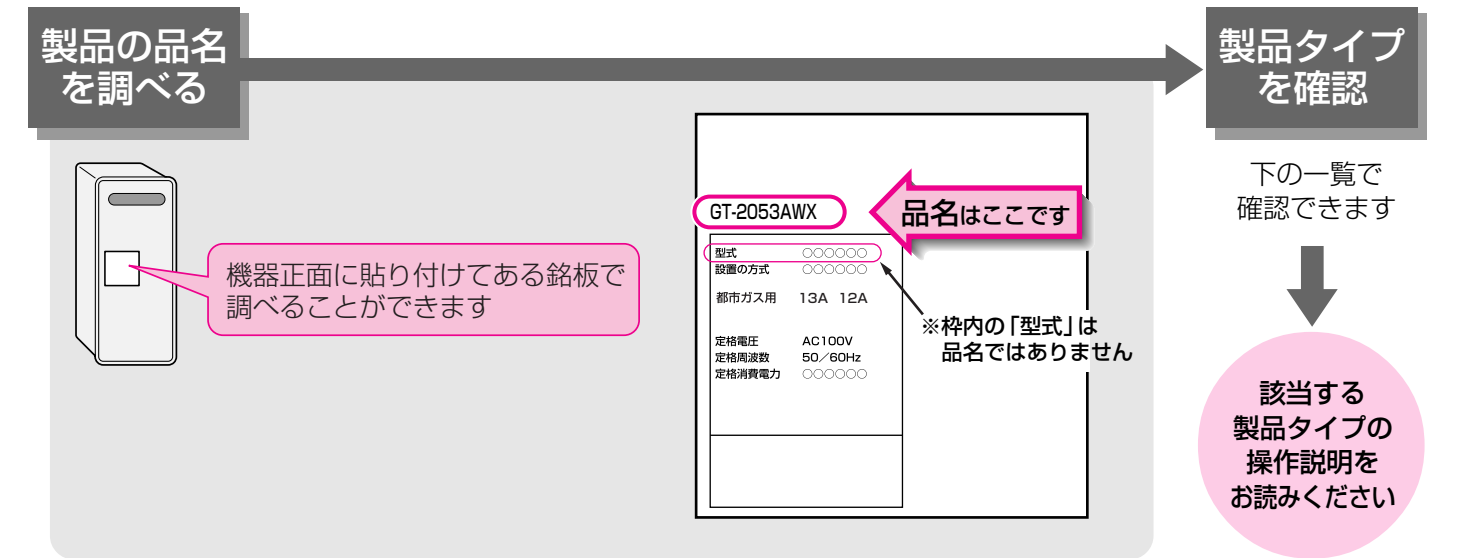 製品の品名
を調べる
機器正面に貼り付けてある銘板で
調べることができます
GT-2053AWX
品名はここです
型式 ○○○○○○
設置の方式 ○○○○○○
都市ガス用 13A 12A
定格電圧 AC100V
定格周波数 50／60Hz
定格消費電力 ○○○○○○
※枠内の「型式」は
品名ではありません
製品タイプ
を確認
下の一覧で
確認できます
該当する
製品タイプの
操作説明を
お読みください